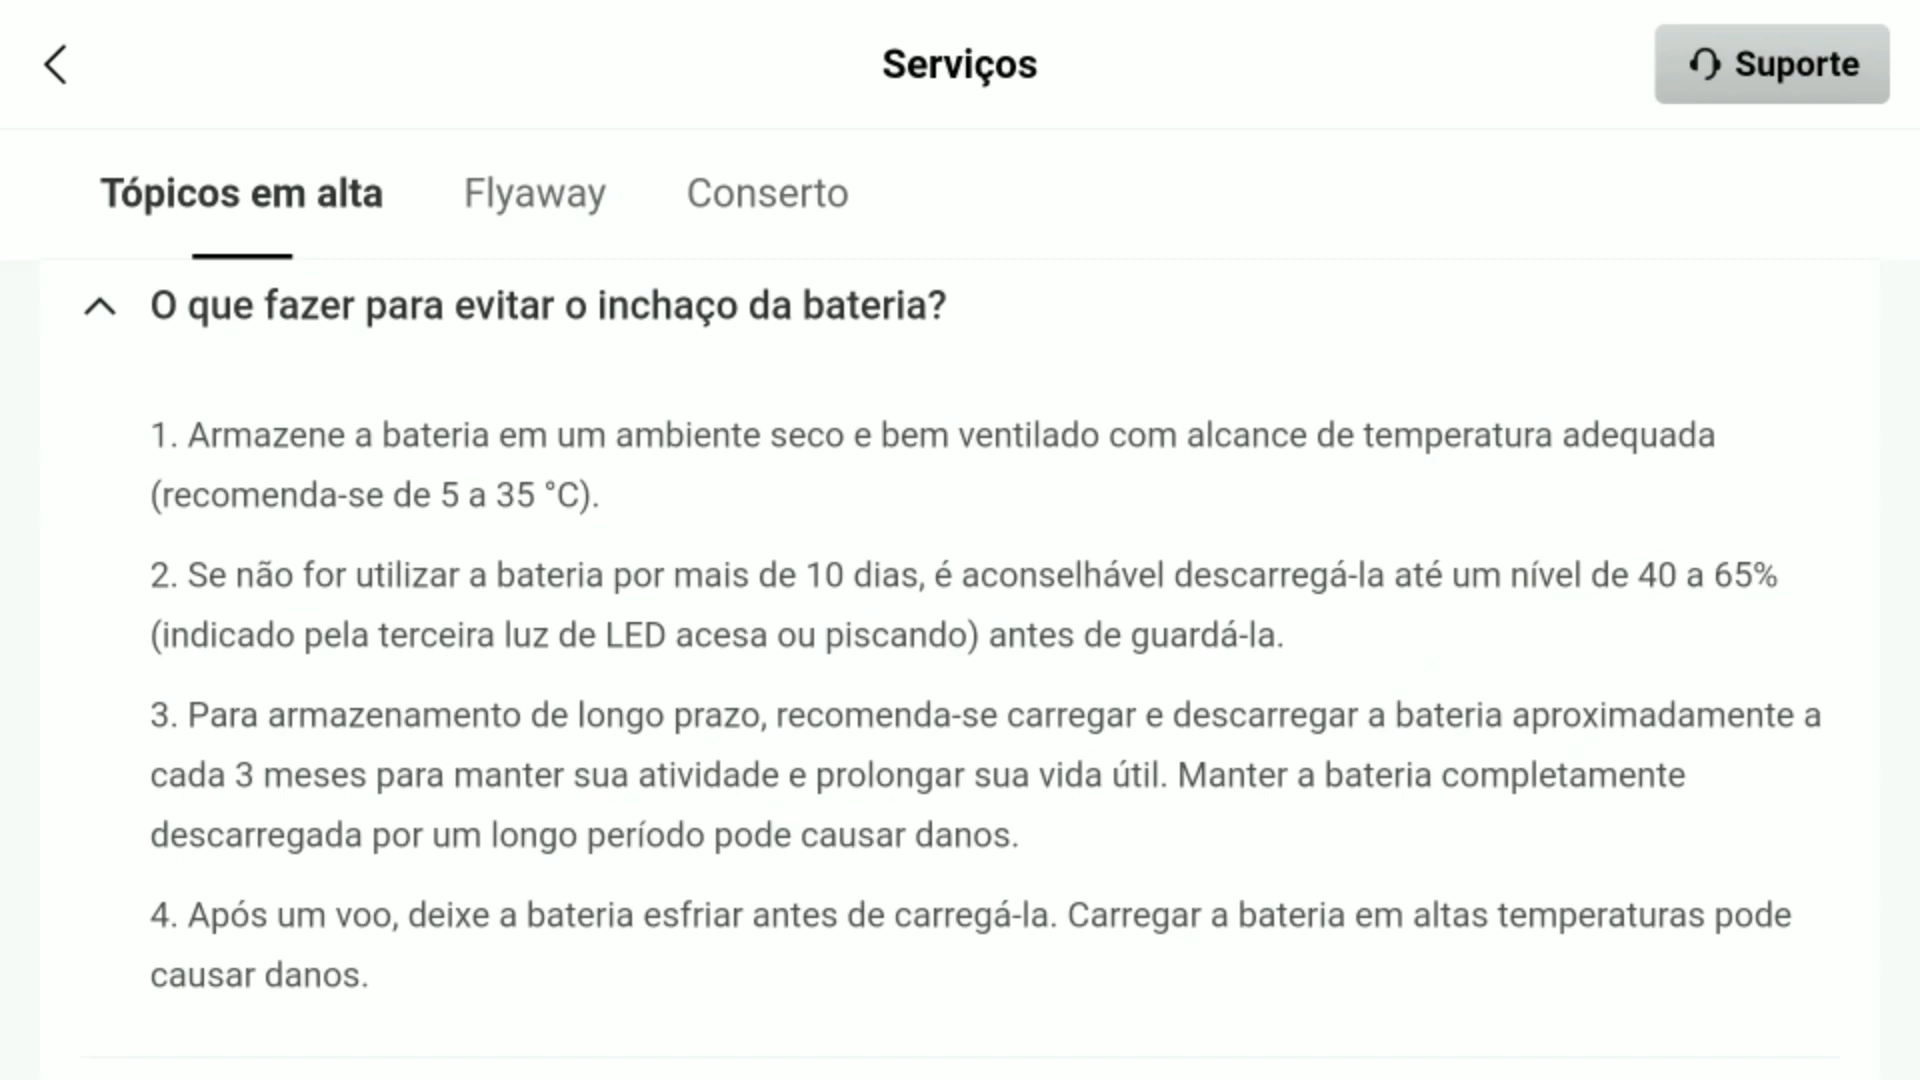 Serviços
Suporte
Tópicos em alta
Flyaway
Conserto
O que fazer para evitar o inchaço da bateria?
1. Armazene a bateria em um ambiente seco e bem ventilado com alcance de temperatura adequada
(recomenda-se de 5 a 35 °C).
2. Se não for utilizar a bateria por mais de 10 dias, é aconselhável descarregá-la até um nível de 40 a 65%
(indicado pela terceira luz de LED acesa ou piscando) antes de guardá-la.
3. Para armazenamento de longo prazo, recomenda-se carregar e descarregar a bateria aproximadamente a
cada 3 meses para manter sua atividade e prolongar sua vida útil. Manter a bateria completamente
descarregada por um longo período pode causar danos.
4. Após um voo, deixe a bateria esfriar antes de carregá-la. Carregar a bateria em altas temperaturas pode
causar danos.